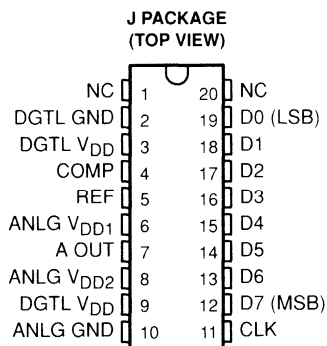 J PACKAGE
(TOP VIEW)
NC 1 20 NC
DGTL GND 2 19 D0 (LSB)
DGTL VDD 3 18 D1
COMP 4 17 D2
REF 5 16 D3
ANLG VDD1 6 15 D4
A OUT 7 14 D5
ANLG VDD2 8 13 D6
DGTL VDD 9 12 D7 (MSB)
ANLG GND 10 11 CLK